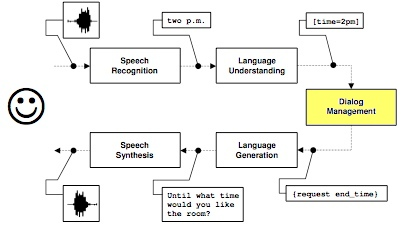 two p.m.
[time=2pm]
Speech
Recognition
Language
Understanding
Dialog
Management
Speech
Synthesis
Language
Generation
Until what time
would you like
the room?
{request end_time)